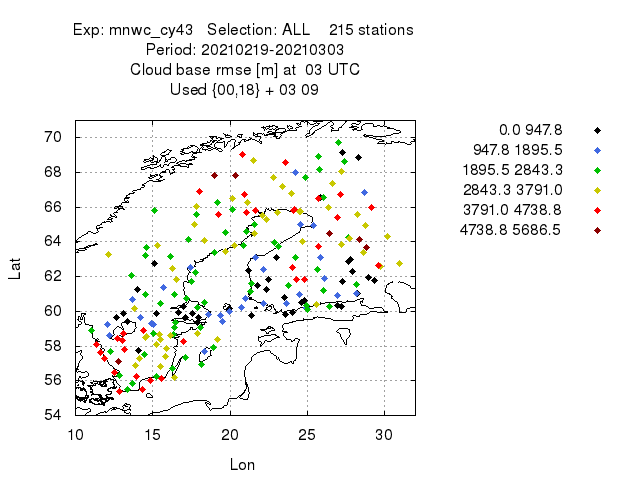 Exp: mnwc_cy43 Selection: ALL 215 stations
Period: 20210219-20210303
Cloud base rmse [m] at 03 UTC
Used {00,18} + 03 09
0.0 947.8
947.8 1895.5
1895.5 2843.3
2843.3 3791.0
3791.0 4738.8
4738.8 5686.5
70
68
66
64
62
60
58
56
54
Lat
10 15 20 25 30
Lon